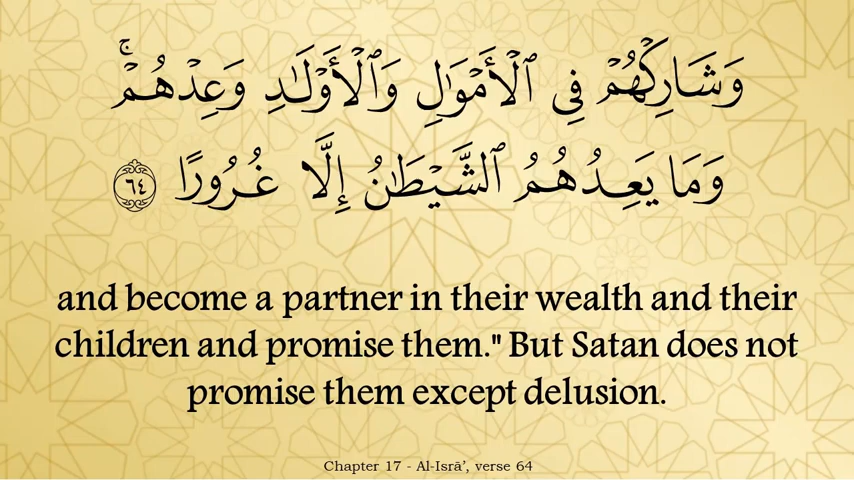 وَشَارِكْهُمْ فِى ٱلْأَمْوَٰلِ وَٱلْأَوْلَـٰدِ وَعِدْهُمْ ۚ
وَمَا يَعِدُهُمُ ٱلشَّيْطَـٰنُ إِلَّا غُرُورًا ٦٤
and become a partner in their wealth and their
children and promise them." But Satan does not
promise them except delusion.
Chapter 17 - Al-Isrā’, verse 64